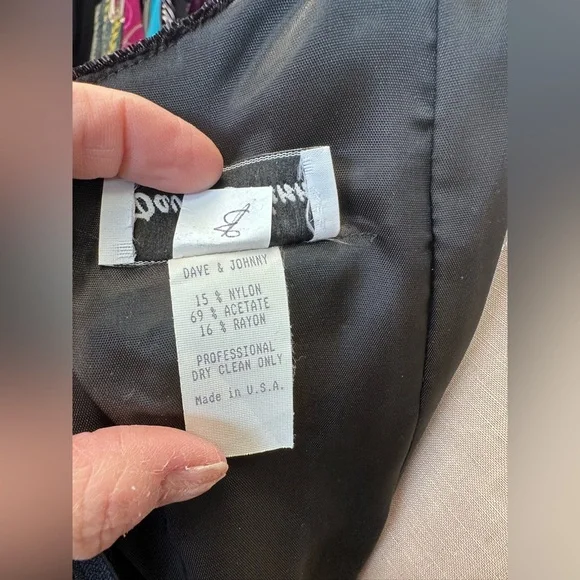 DAVE & JOHNNY
15 % NYLON
69 % ACETATE
16 % RAYON
PROFESSIONAL
DRY CLEAN ONLY
Made in U.S.A.